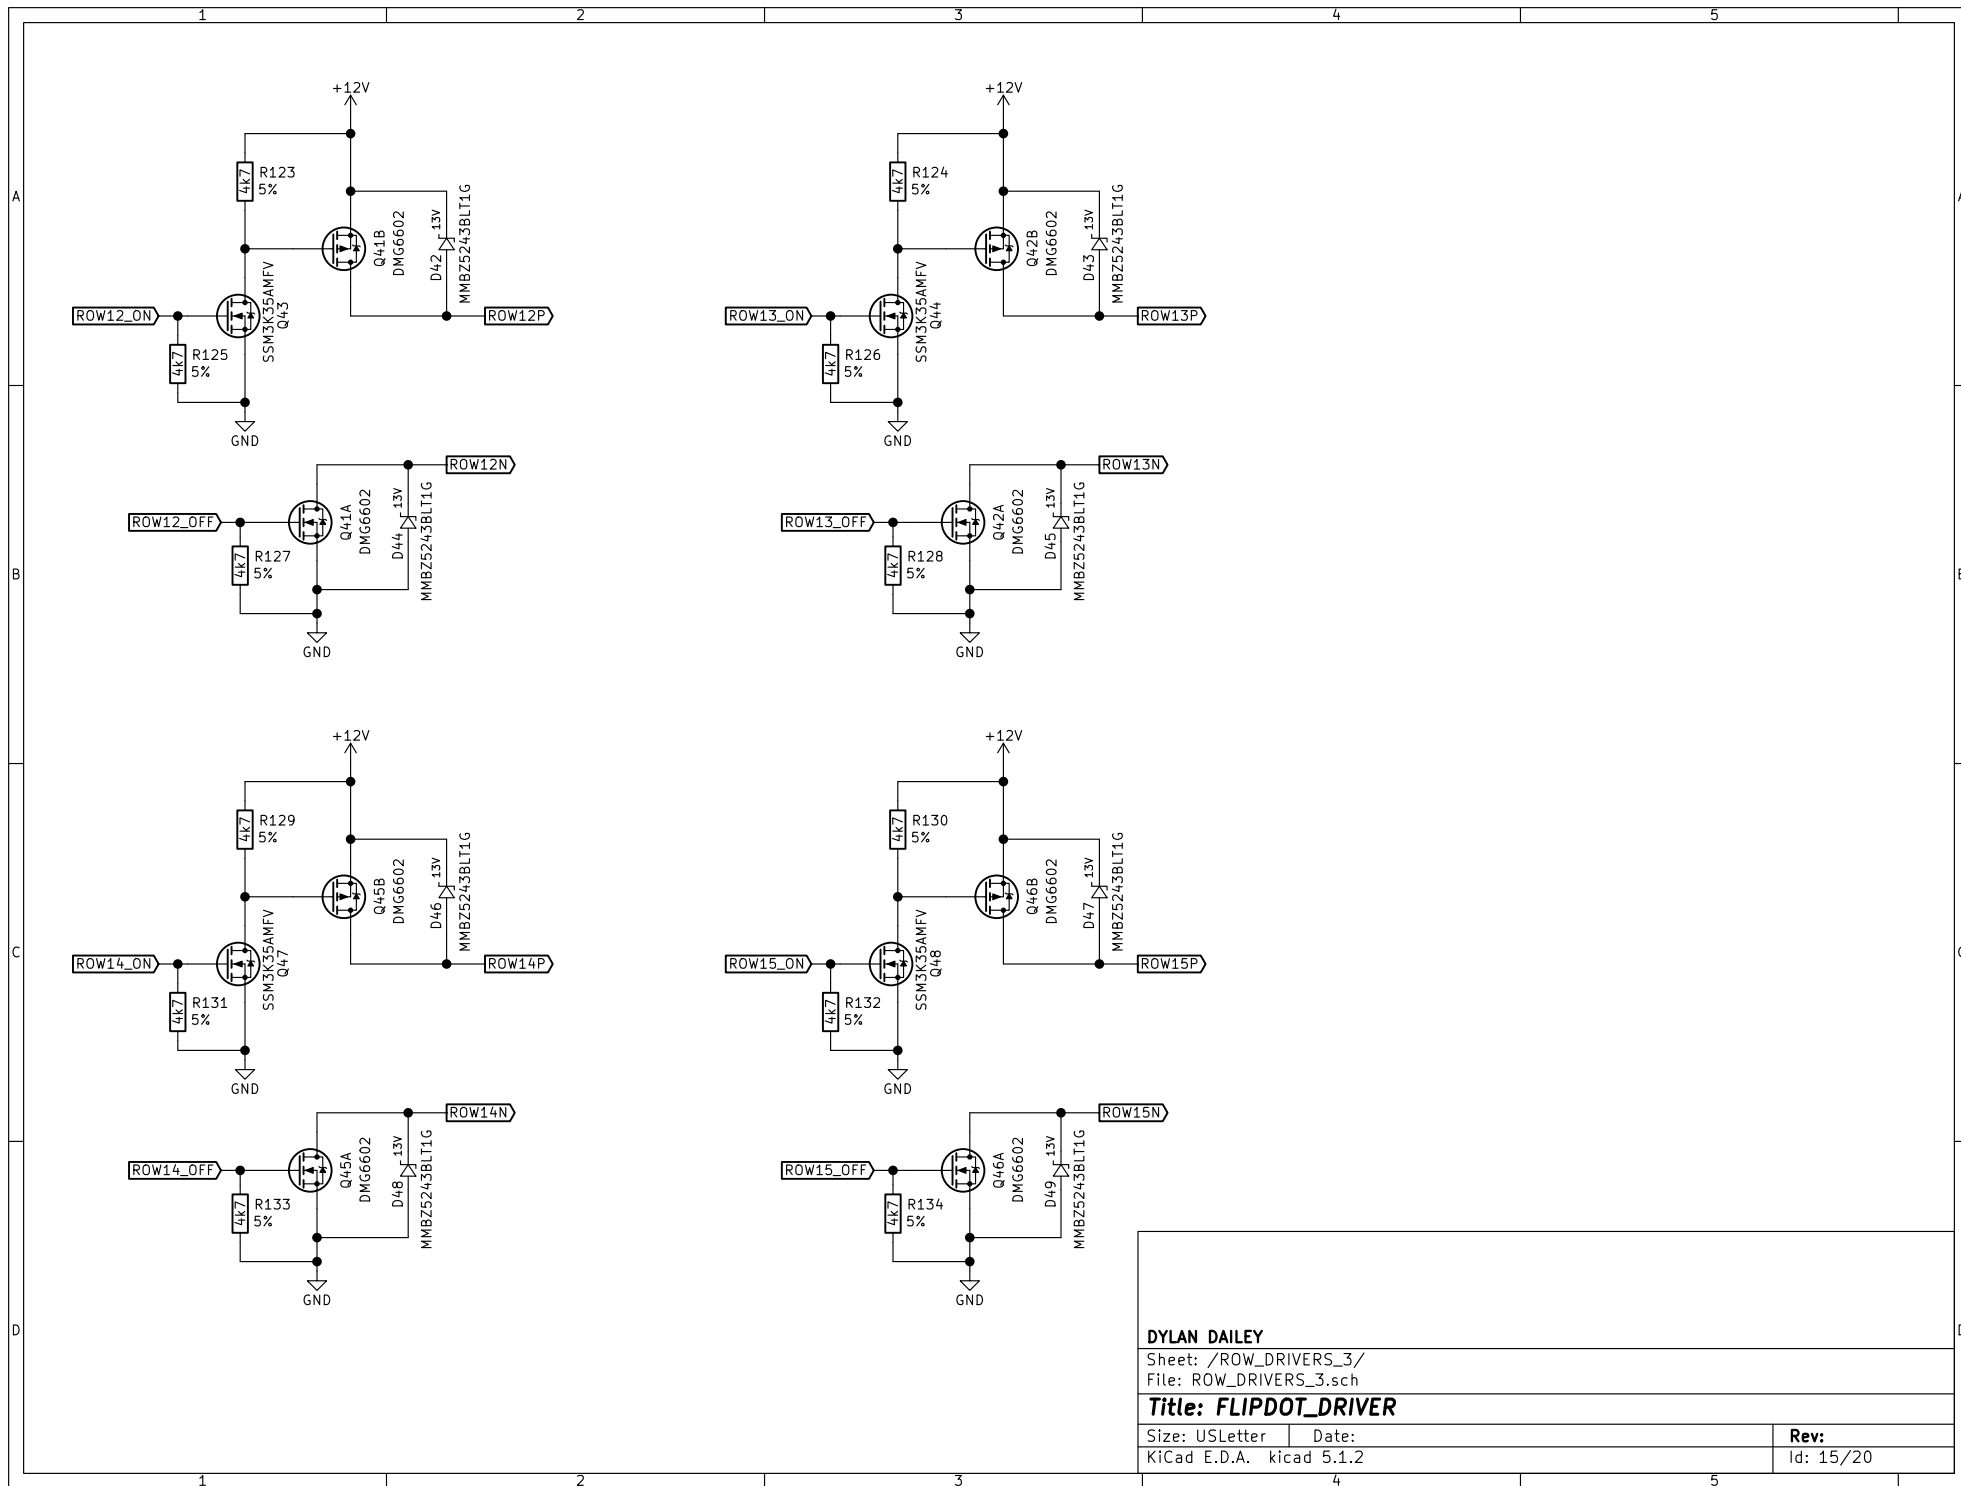 1 2 3 4 5
A
B
C
D
+12V
4k7
R123
5%
Q41B
DMG6602
D42
13V
MMBZ5243BLT1G
SSM3K35AMFV
Q43
ROW12_ON
4k7
R125
5%
ROW12P
GND
ROW12N
ROW12_OFF
4k7
R127
5%
Q41A
DMG6602
D44
13V
MMBZ5243BLT1G
GND
+12V
4k7
R124
5%
Q42B
DMG6602
D43
13V
MMBZ5243BLT1G
SSM3K35AMFV
Q44
ROW13_ON
4k7
R126
5%
ROW13P
GND
ROW13N
ROW13_OFF
4k7
R128
5%
Q42A
DMG6602
D45
13V
MMBZ5243BLT1G
GND
+12V
4k7
R129
5%
Q45B
DMG6602
D46
13V
MMBZ5243BLT1G
SSM3K35AMFV
Q47
ROW14_ON
4k7
R131
5%
ROW14P
GND
ROW14N
ROW14_OFF
4k7
R133
5%
Q45A
DMG6602
D48
13V
MMBZ5243BLT1G
GND
+12V
4k7
R130
5%
Q46B
DMG6602
D47
13V
MMBZ5243BLT1G
SSM3K35AMFV
Q48
ROW15_ON
4k7
R132
5%
ROW15P
GND
ROW15N
ROW15_OFF
4k7
R134
5%
Q46A
DMG6602
D49
13V
MMBZ5243BLT1G
GND
DYLAN DAILEY
Sheet: /ROW_DRIVERS_3/
File: ROW_DRIVERS_3.sch
Title: FLIPDOT_DRIVER
Size: USLetter Date: Rev:
KiCad E.D.A. kicad 5.1.2 Id: 15/20
1 2 3 4 5